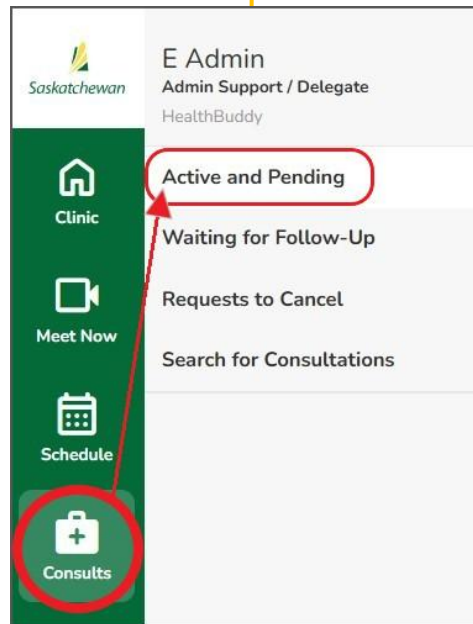 Saskatchewan
E Admin
Admin Support / Delegate
HealthBuddy
Clinic
Meet Now
Schedule
Consults
Active and Pending
Waiting for Follow-Up
Requests to Cancel
Search for Consultations